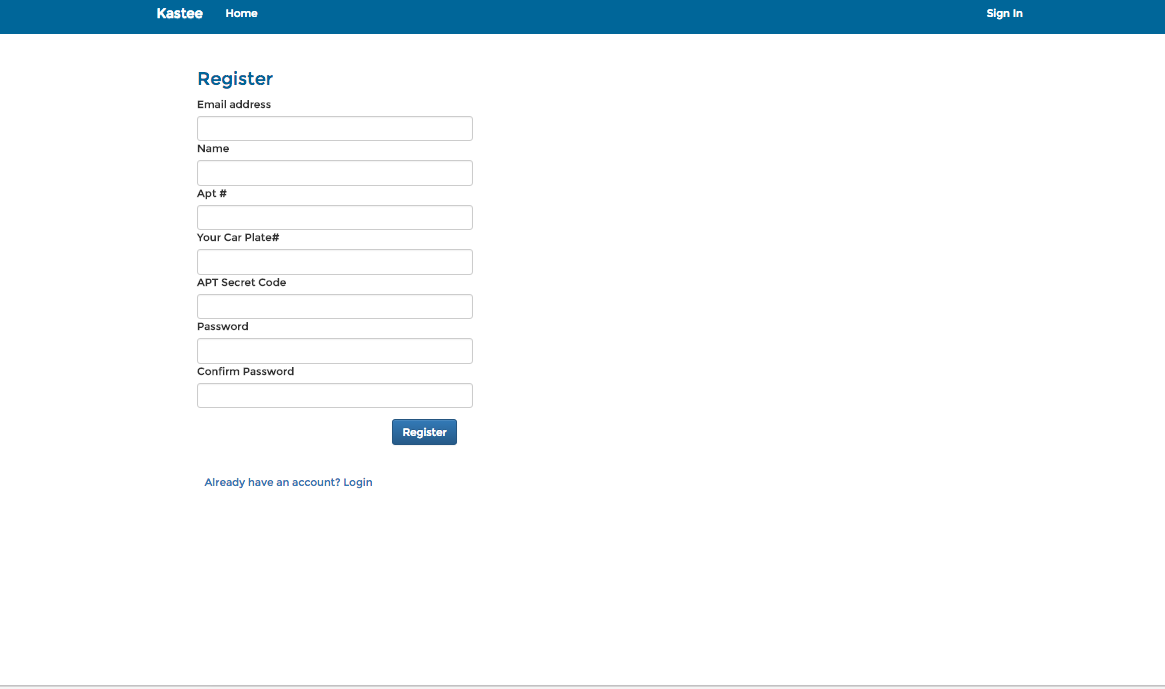 Kastee Home Sign In
Register
Email address
Name
Apt #
Your Car Plate#
APT Secret Code
Password
Confirm Password
Register
Already have an account? Login